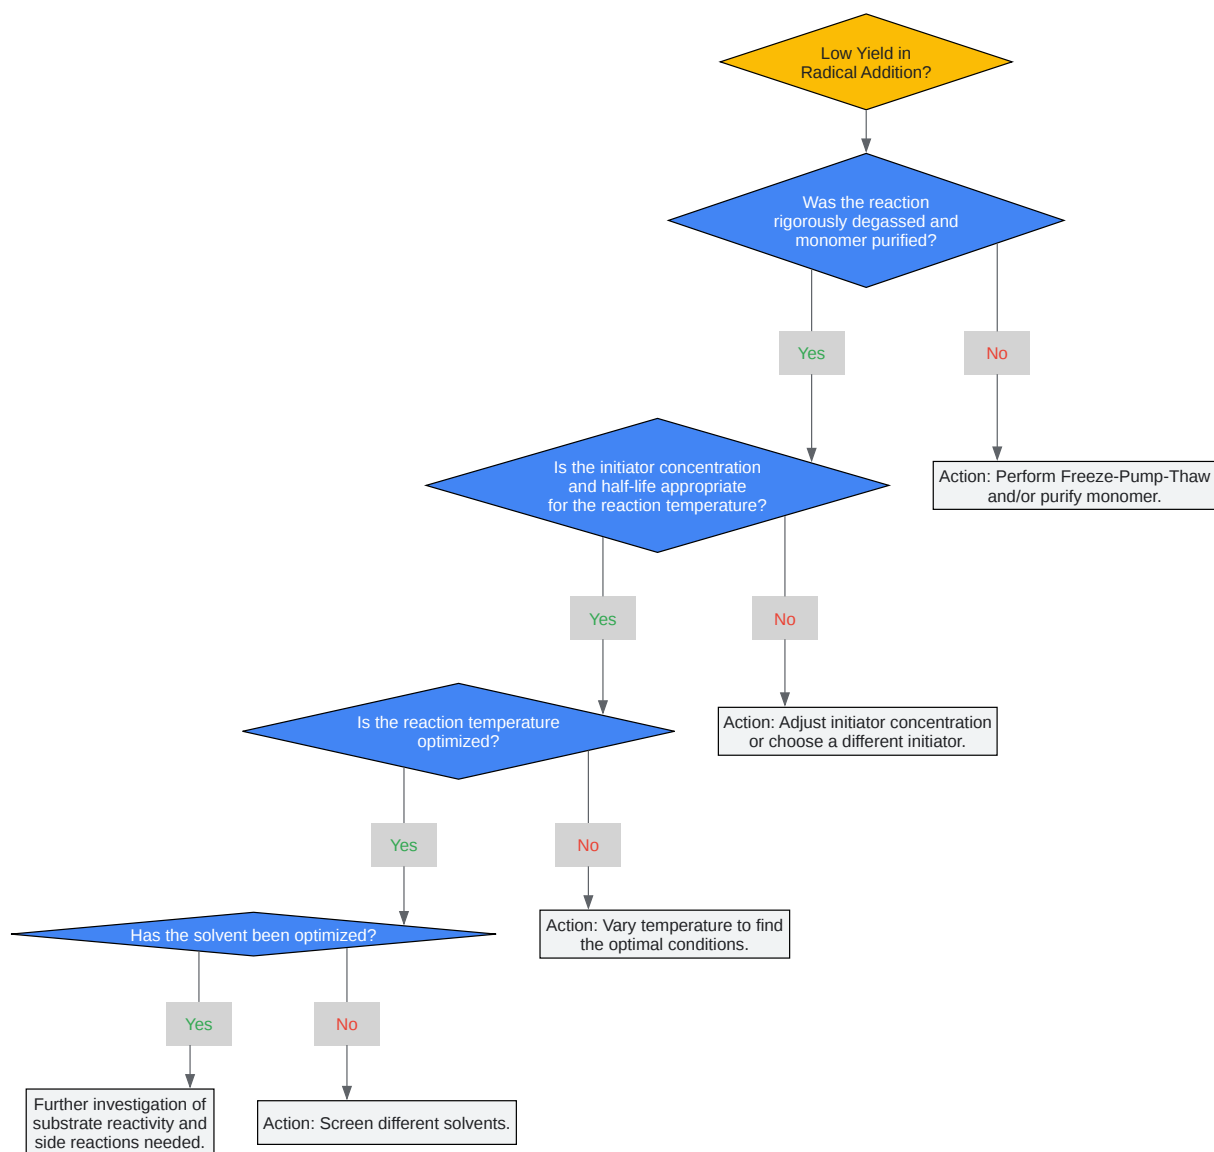 Low Yield in
Radical Addition?
Was the reaction
rigorously degassed and
monomer purified?
Yes
No
Is the initiator concentration
and half-life appropriate
for the reaction temperature?
Action: Perform Freeze-Pump-Thaw
and/or purify monomer.
Yes
No
Is the reaction temperature
optimized?
Action: Adjust initiator concentration
or choose a different initiator.
Yes
No
Has the solvent been optimized?
Action: Vary temperature to find
the optimal conditions.
Yes
No
Further investigation of
substrate reactivity and
side reactions needed.
Action: Screen different solvents.